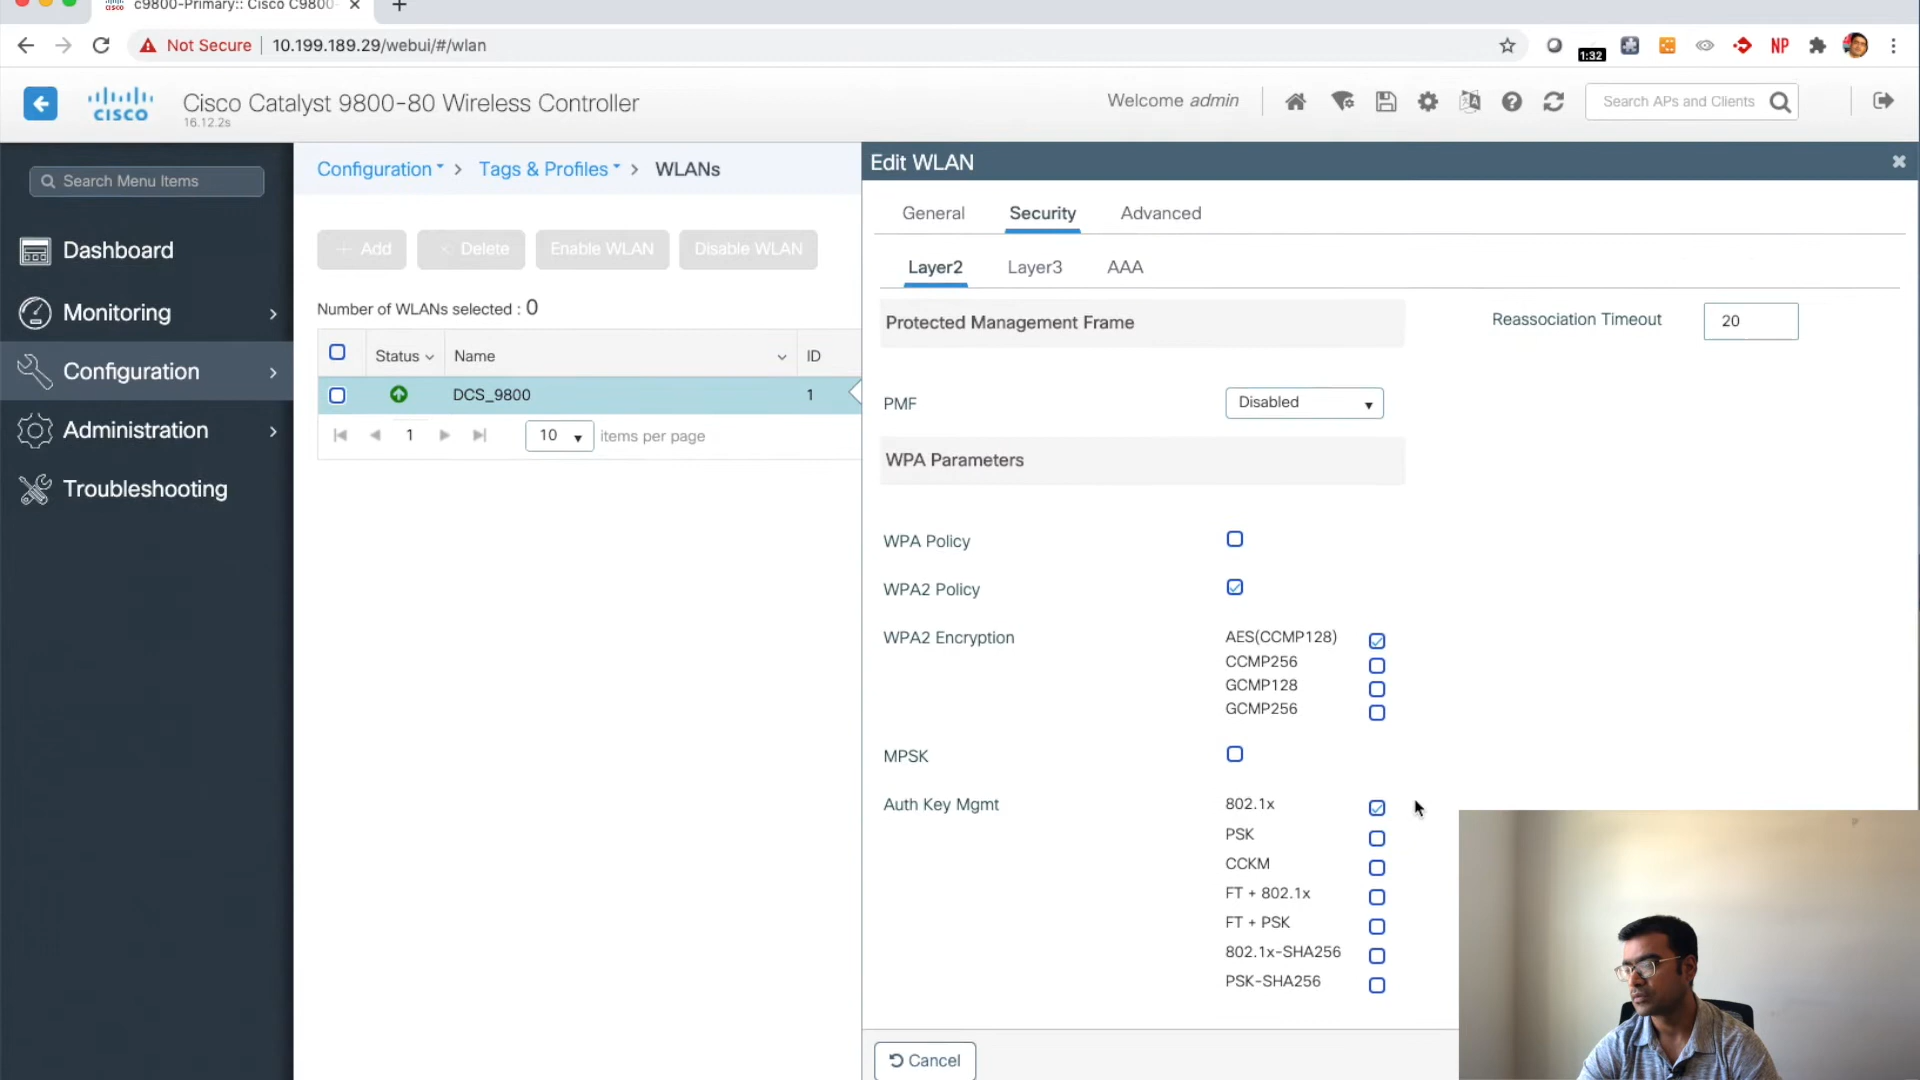 c9800-Primary:: Cisco C9800-
Not Secure
10.199.189.29/webui/#/wlan
1:32
NP
CISCO
Cisco Catalyst 9800-80 Wireless Controller
16.12.2s
Welcome admin
Search APs and Clients
Search Menu Items
Dashboard
Monitoring
Configuration
Administration
Troubleshooting
Configuration > Tags & Profiles > WLANs
+ Add
× Delete
Enable WLAN
Disable WLAN
Number of WLANs selected : 0
Status Name ID
DCS_9800 1
1 10 items per page
Edit WLAN
General Security Advanced
Layer2 Layer3 AAA
Protected Management Frame
Reassociation Timeout 20
PMF Disabled
WPA Parameters
WPA Policy
WPA2 Policy
WPA2 Encryption AES(CCMP128)
CCMP256
GCMP128
GCMP256
MPSK
Auth Key Mgmt 802.1x
PSK
CCKM
FT + 802.1x
FT + PSK
802.1x-SHA256
PSK-SHA256
Cancel